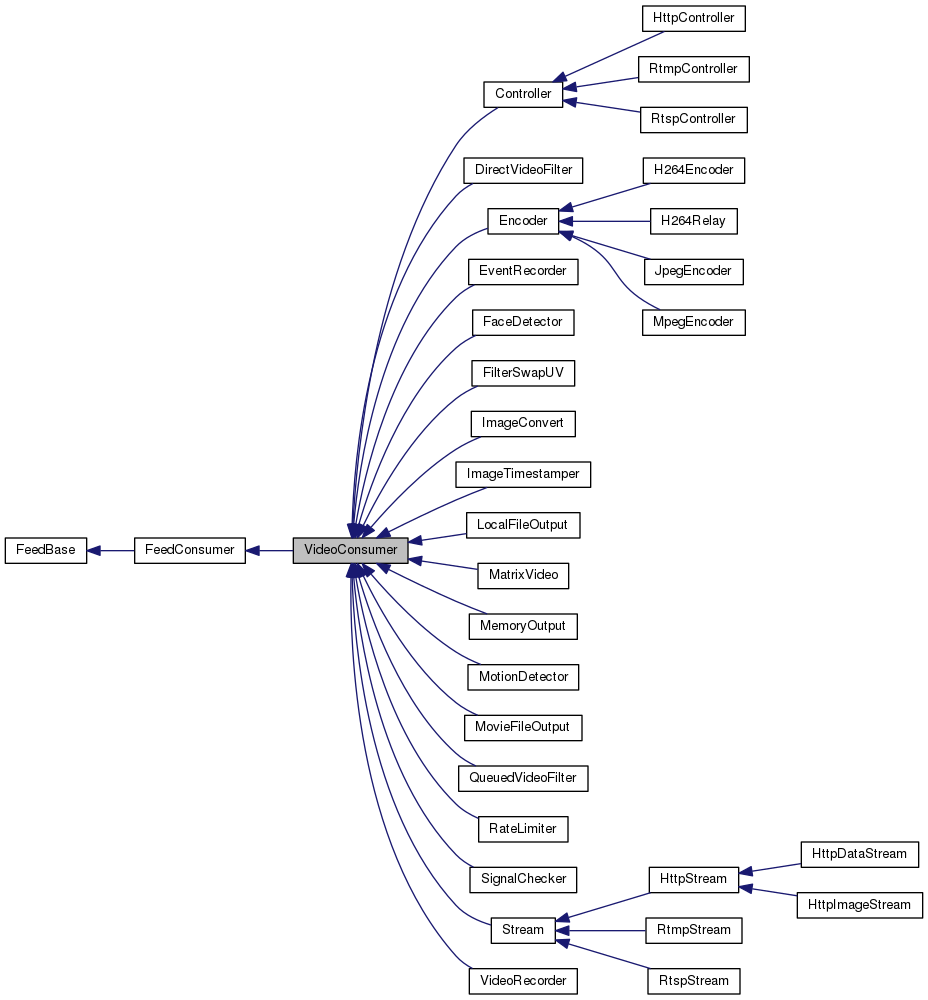 HttpController
RtmpController
Controller
RtspController
DirectVideoFilter
H264Encoder
Encoder
H264Relay
EventRecorder
JpegEncoder
FaceDetector
MpegEncoder
FilterSwapUV
ImageConvert
ImageTimestamper
LocalFileOutput
FeedBase
FeedConsumer
VideoConsumer
MatrixVideo
MemoryOutput
MotionDetector
MovieFileOutput
QueuedVideoFilter
RateLimiter
HttpDataStream
SignalChecker
HttpStream
HttpImageStream
Stream
RtmpStream
VideoRecorder
RtspStream